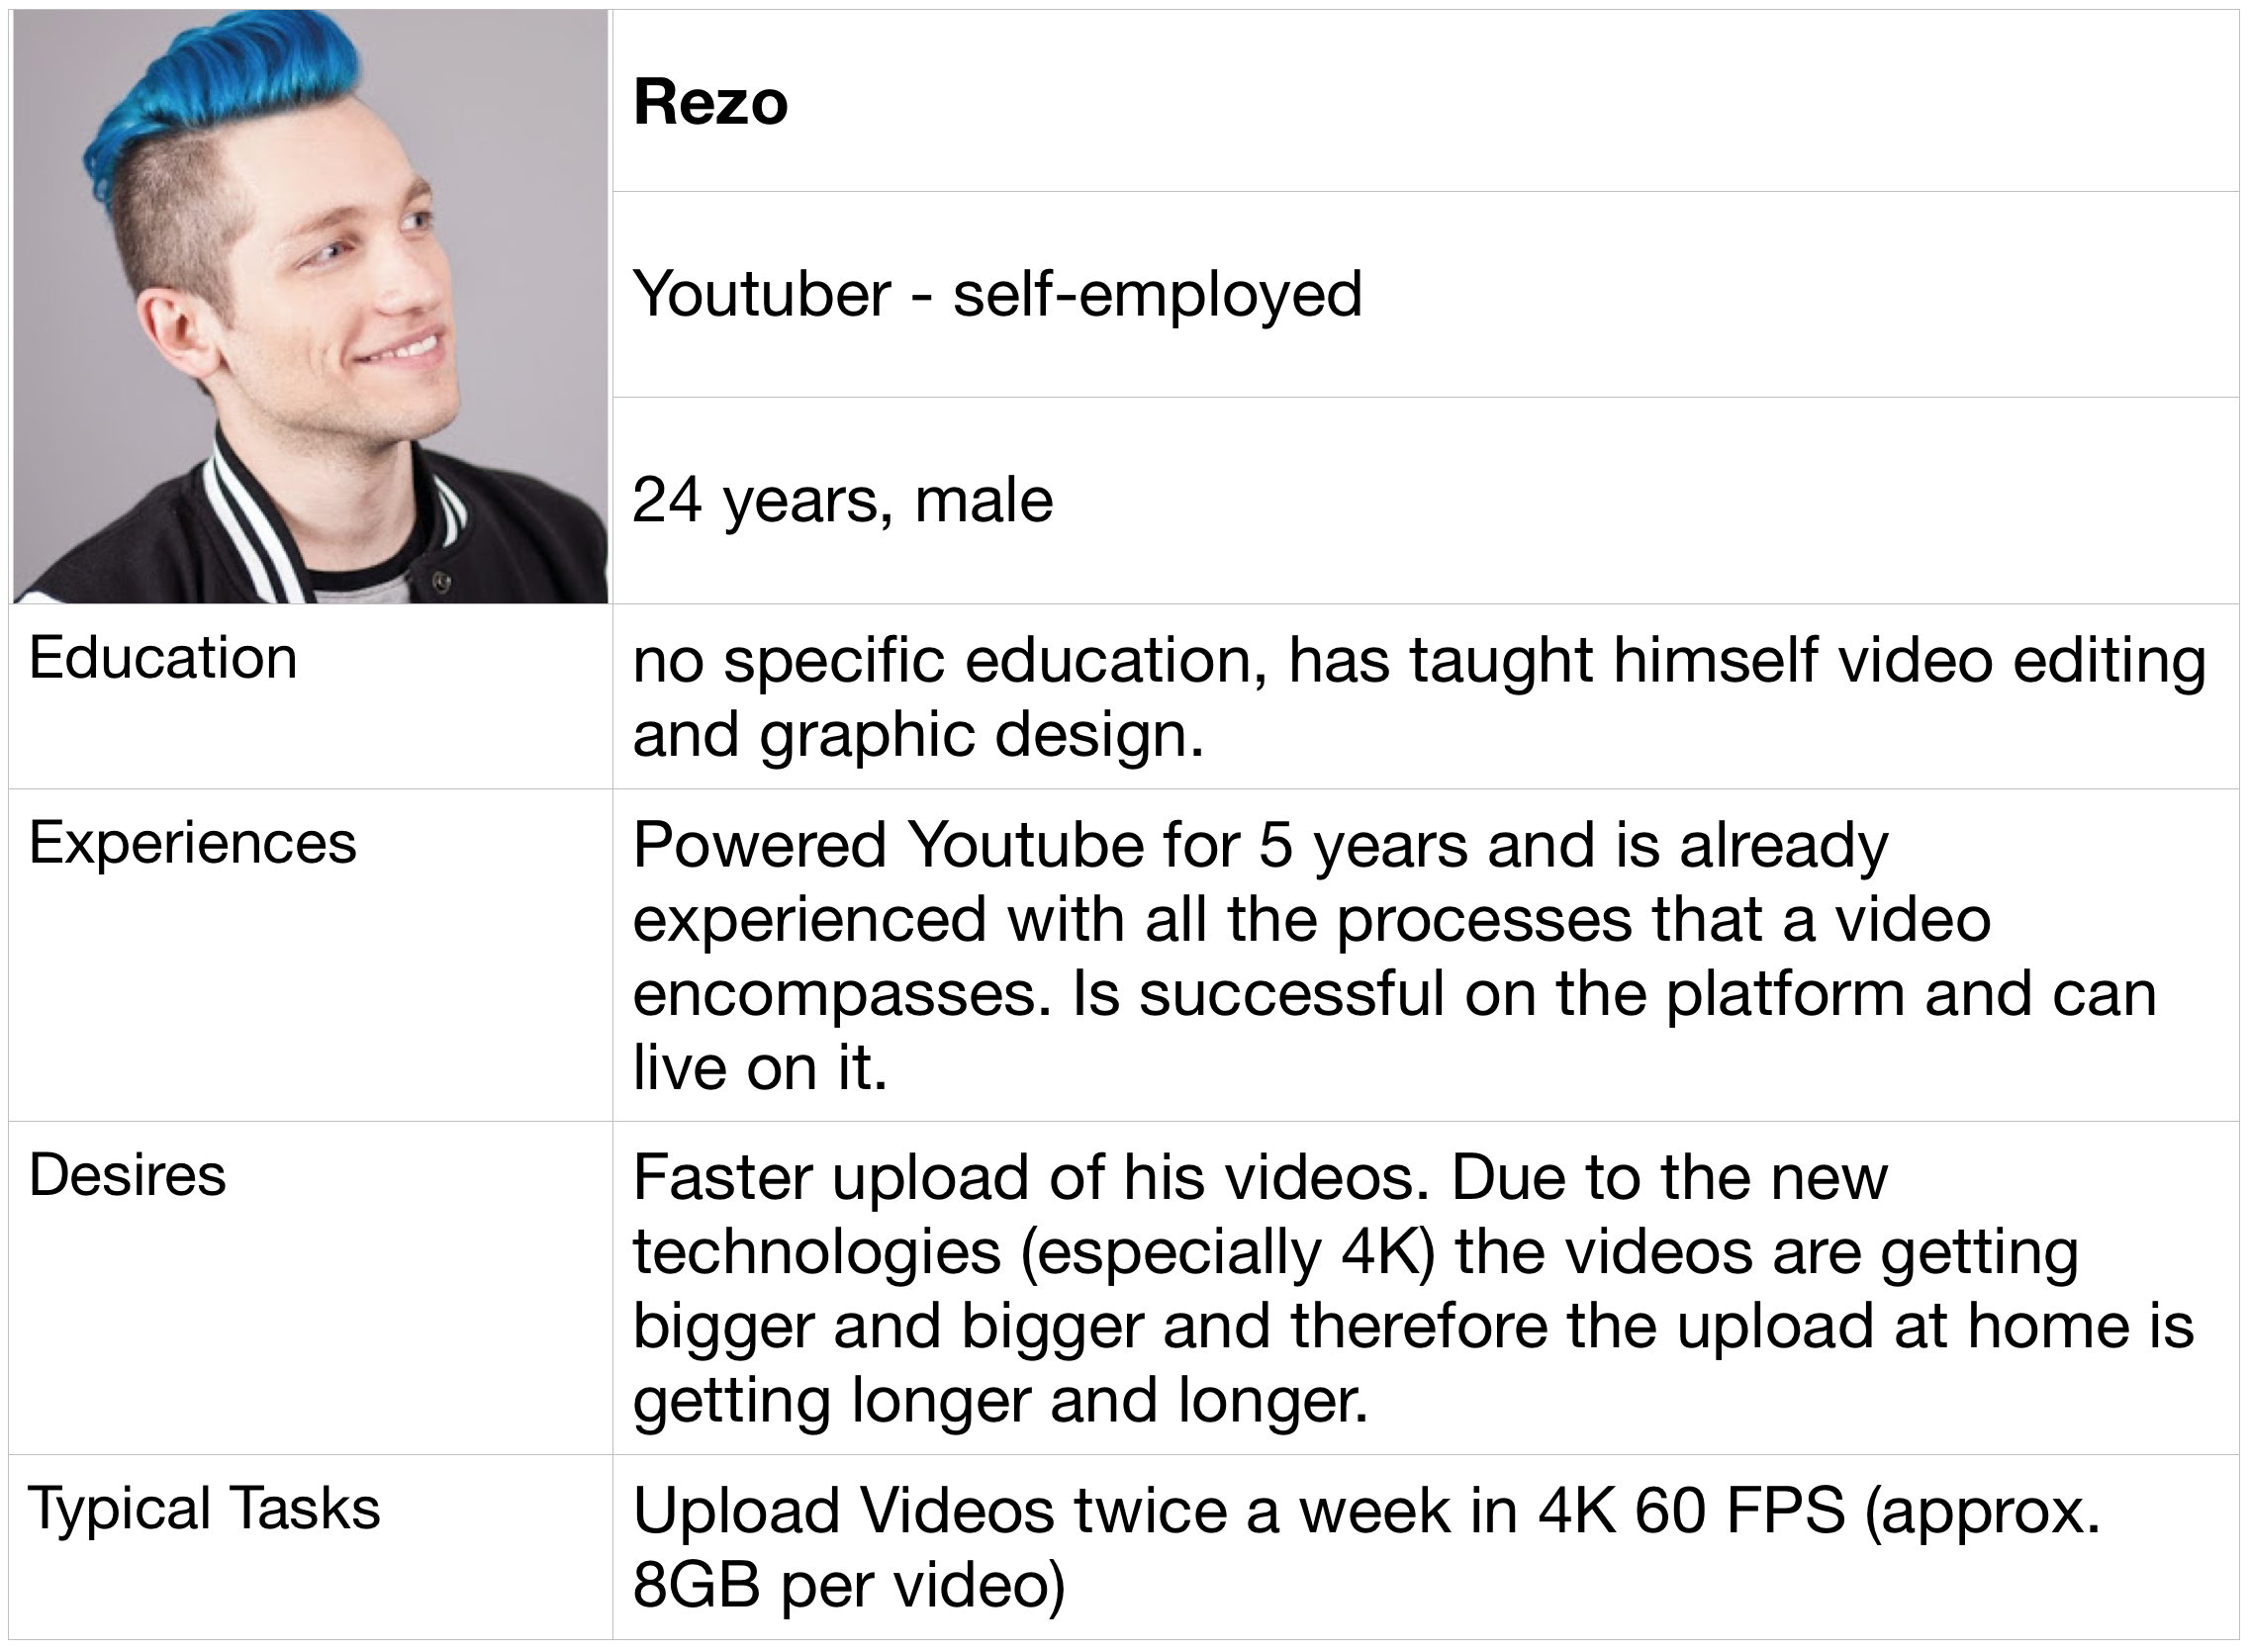 Rezo
Youtuber - self-employed
24 years, male
Education
no specific education, has taught himself video editing
and graphic design.
Experiences
Powered Youtube for 5 years and is already
experienced with all the processes that a video
encompasses. Is successful on the platform and can
live on it.
Desires
Faster upload of his videos. Due to the new
technologies (especially 4K) the videos are getting
bigger and bigger and therefore the upload at home is
getting longer and longer.
Typical Tasks
Upload Videos twice a week in 4K 60 FPS (approx.
8GB per video)